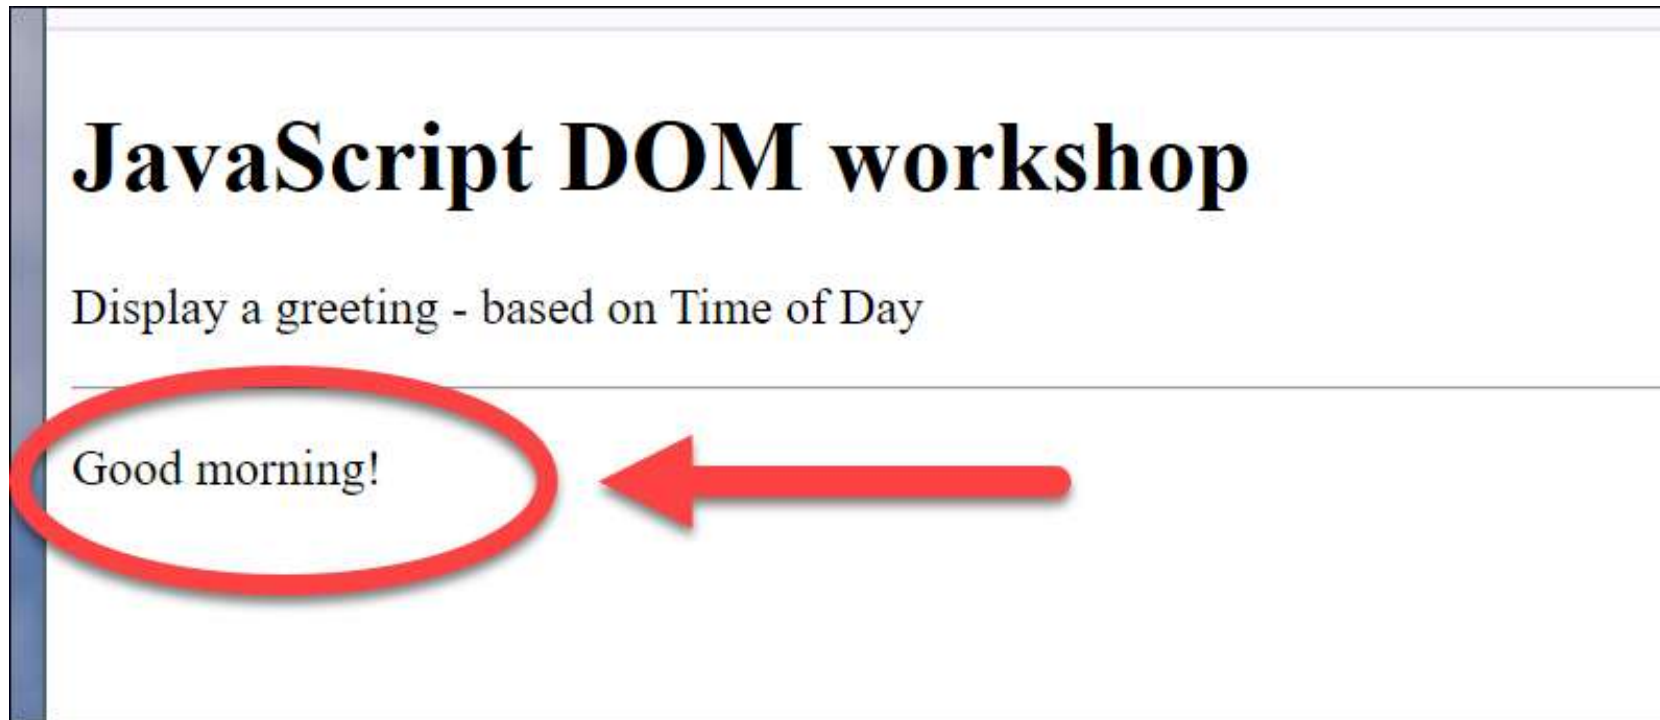 JavaScript DOM workshop
Display a greeting - based on Time of Day
Good morning!